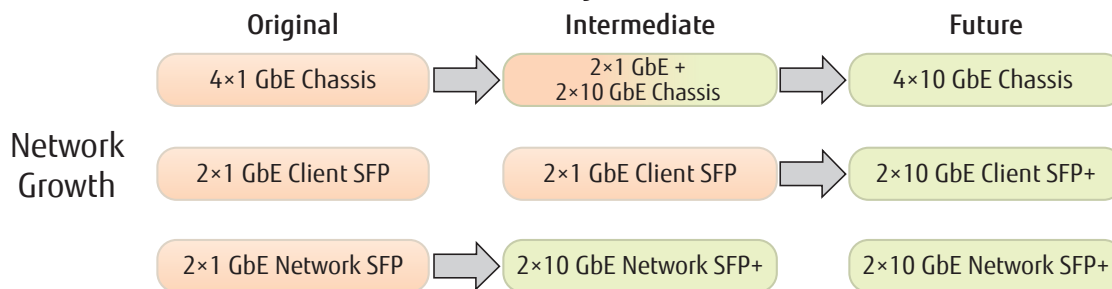 Original Intermediate Future
4×1 GbE Chassis
2×1 GbE +
2×10 GbE Chassis
4×10 GbE Chassis
Network
Growth
2×1 GbE Client SFP
2×1 GbE Client SFP
2×10 GbE Client SFP+
2×1 GbE Network SFP
2×10 GbE Network SFP+
2×10 GbE Network SFP+